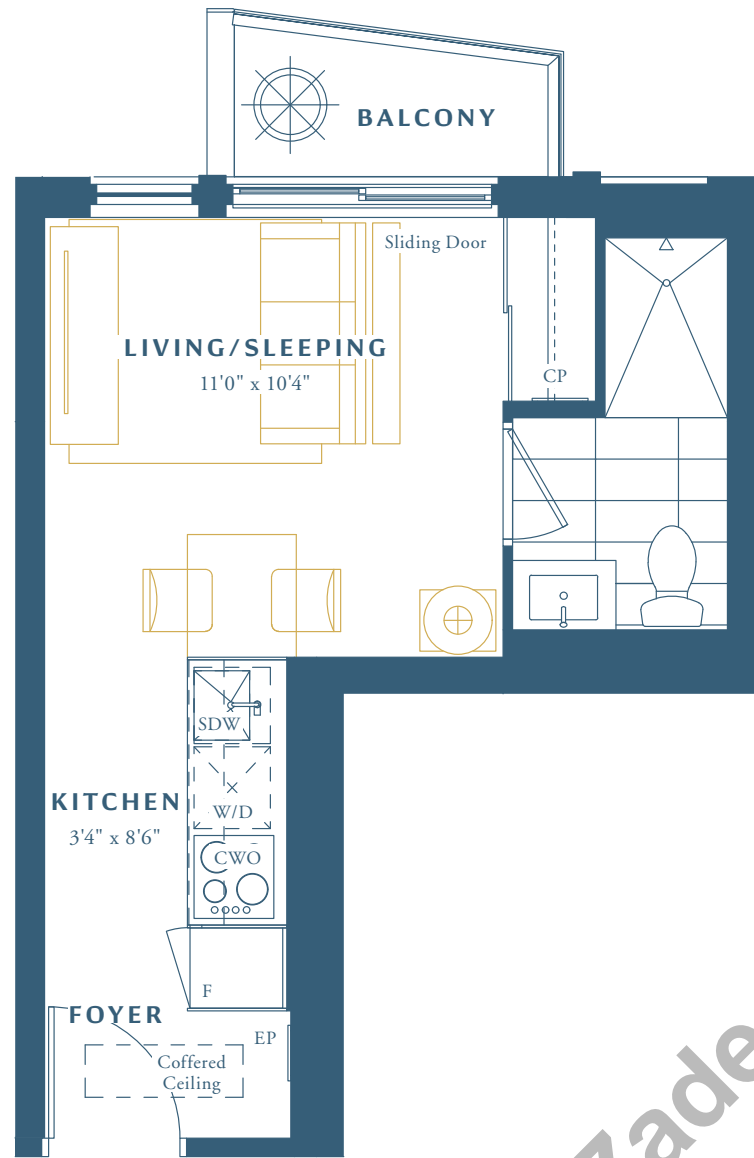 BALCONY
Sliding Door
LIVING/SLEEPING
11'0" x 10'4"
CP
SDW
KITCHEN
W/D
3'4" x 8'6"
CWO
F
FOYER
EP
Coffered
Ceiling
Zade